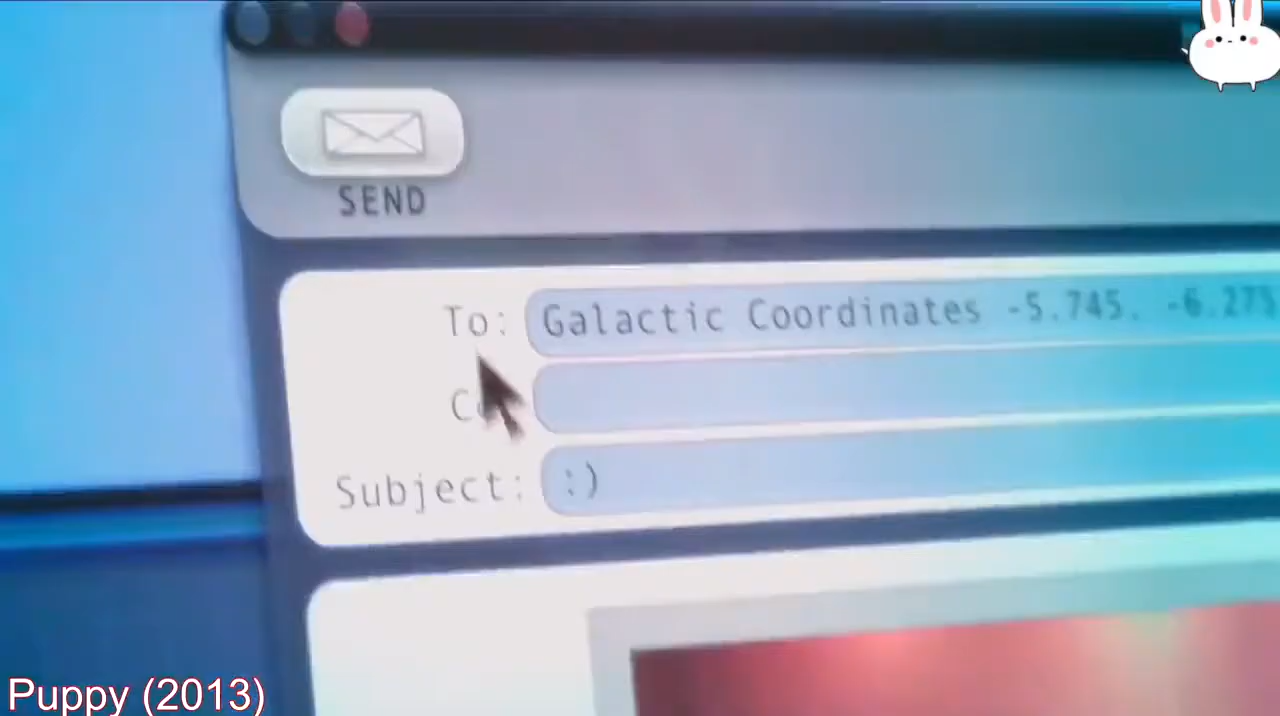 SEND
To: Galactic Coordinates -5.745, -6.275
Subject: :)
Puppy (2013)